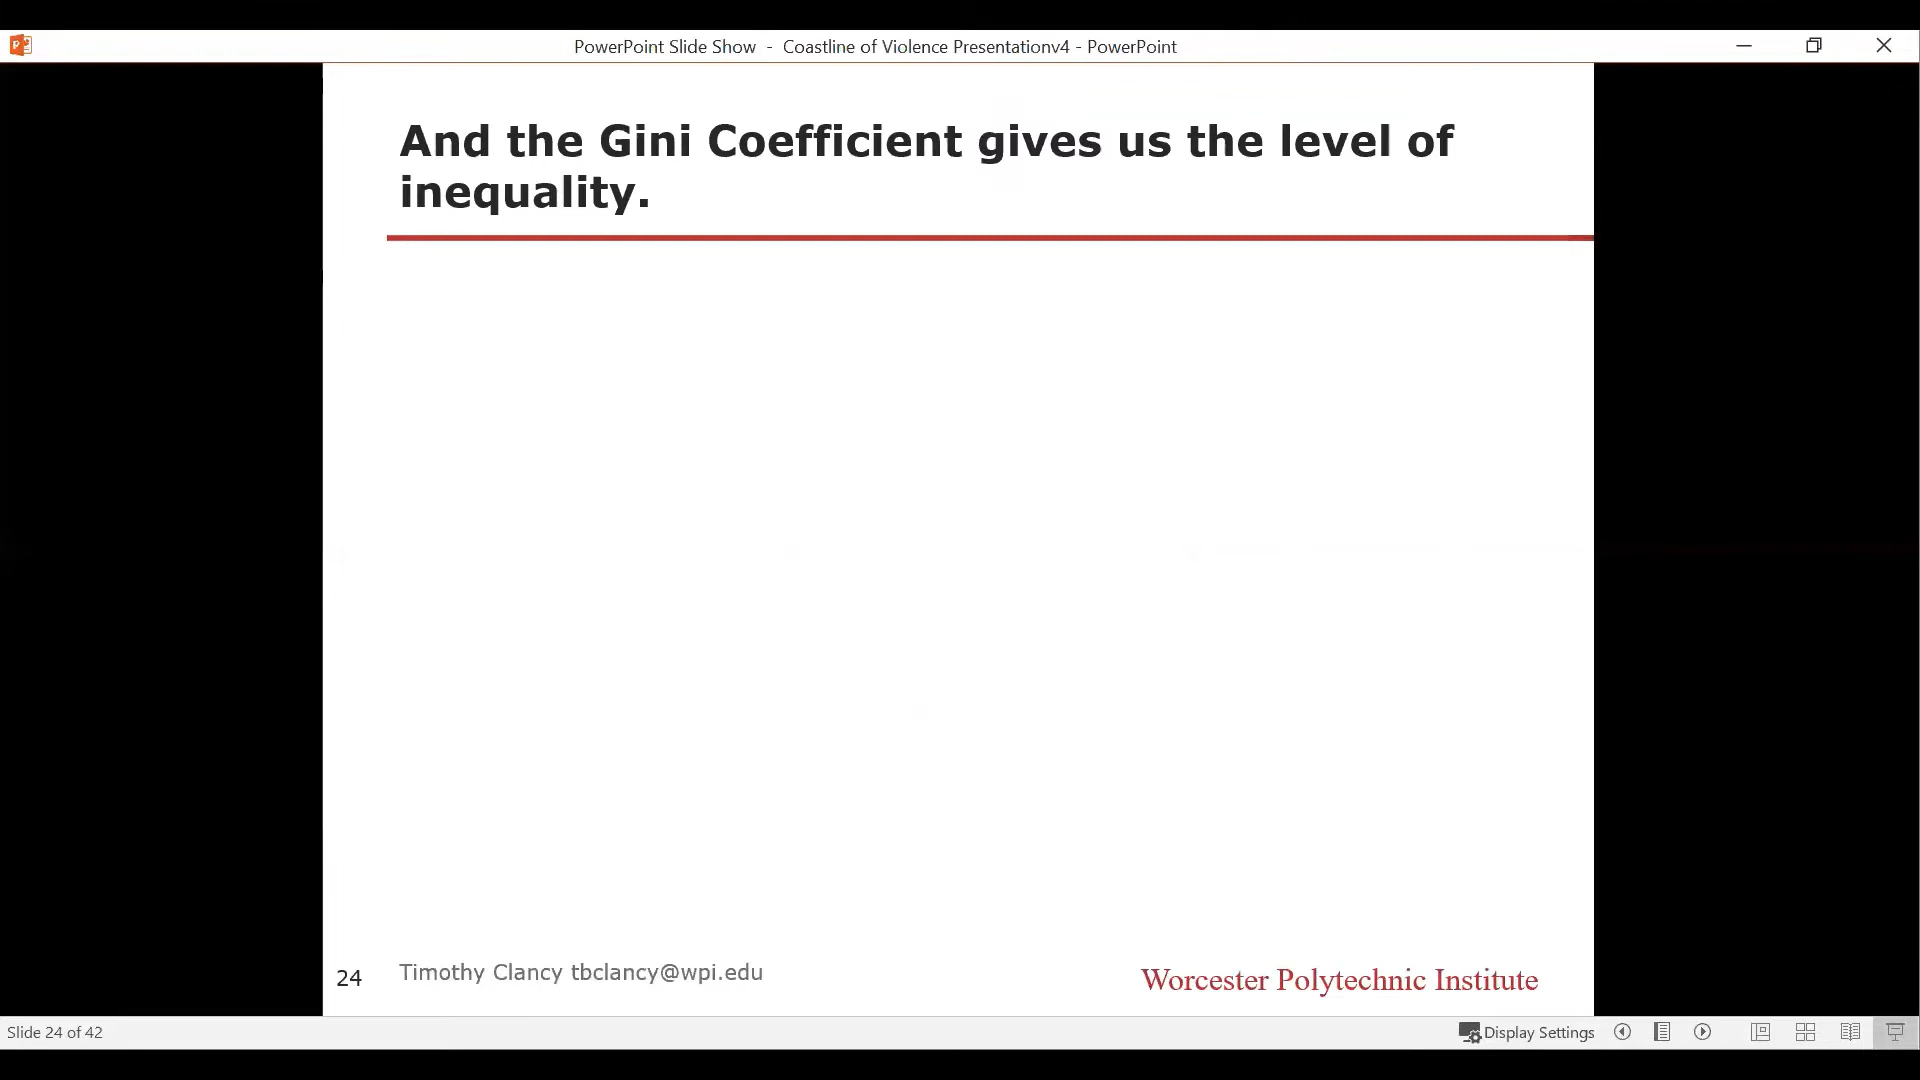 PowerPoint Slide Show - Coastline of Violence Presentationv4 - PowerPoint
And the Gini Coefficient gives us the level of
inequality.
24
Timothy Clancy tbclancy@wpi.edu
Worcester Polytechnic Institute
Slide 24 of 42
Display Settings